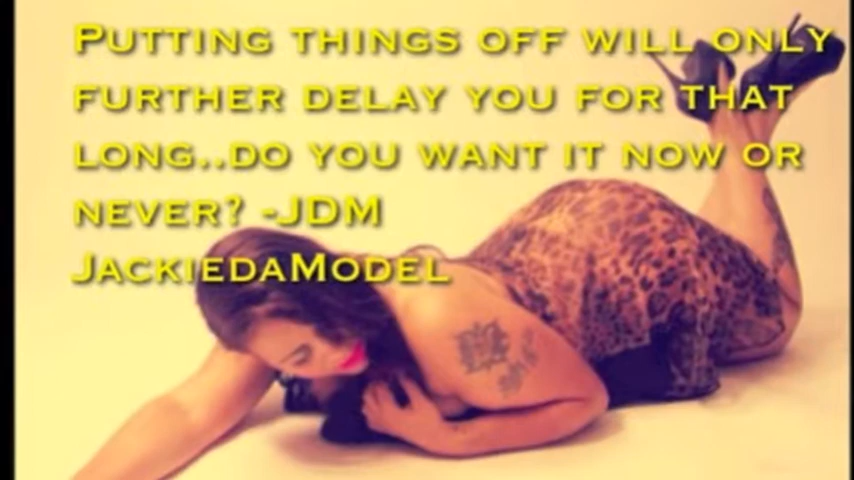 Putting things off will only
further delay you for that
long..do you want it now or
never? -JDM
JackiedaModel